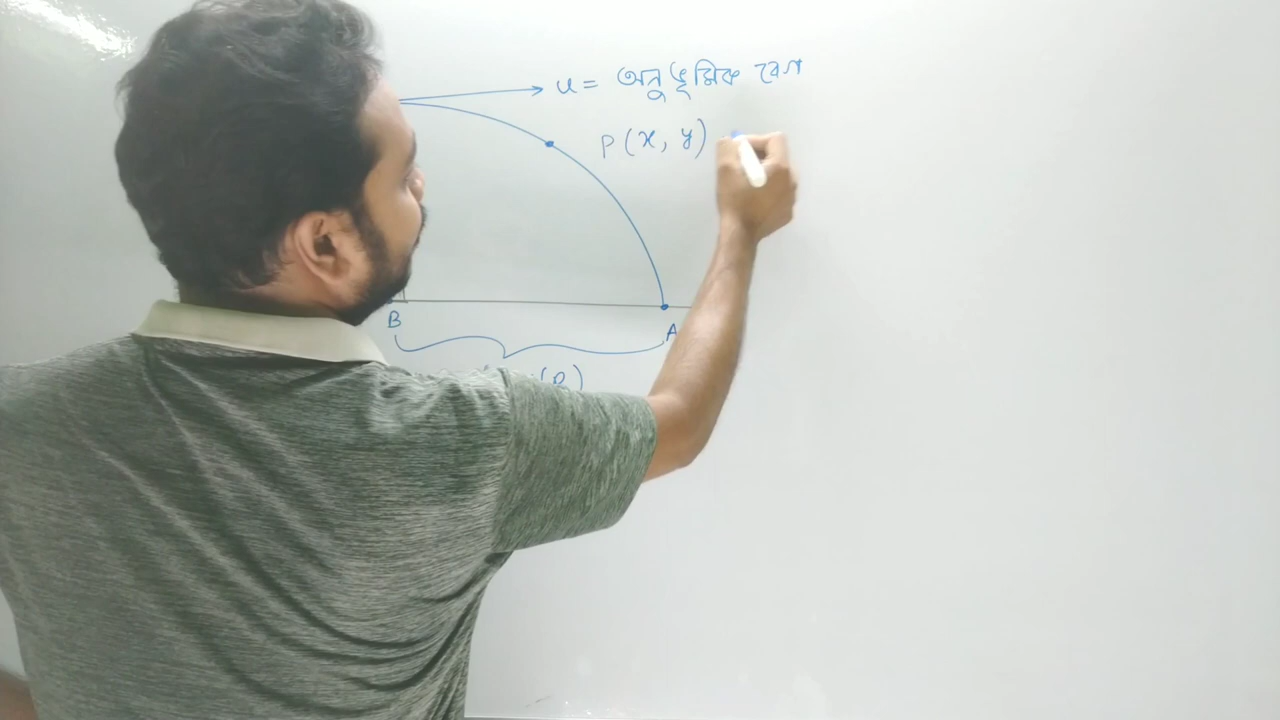 u = অনুভূমিক বেগ
P(x, y)
B
A
(R)